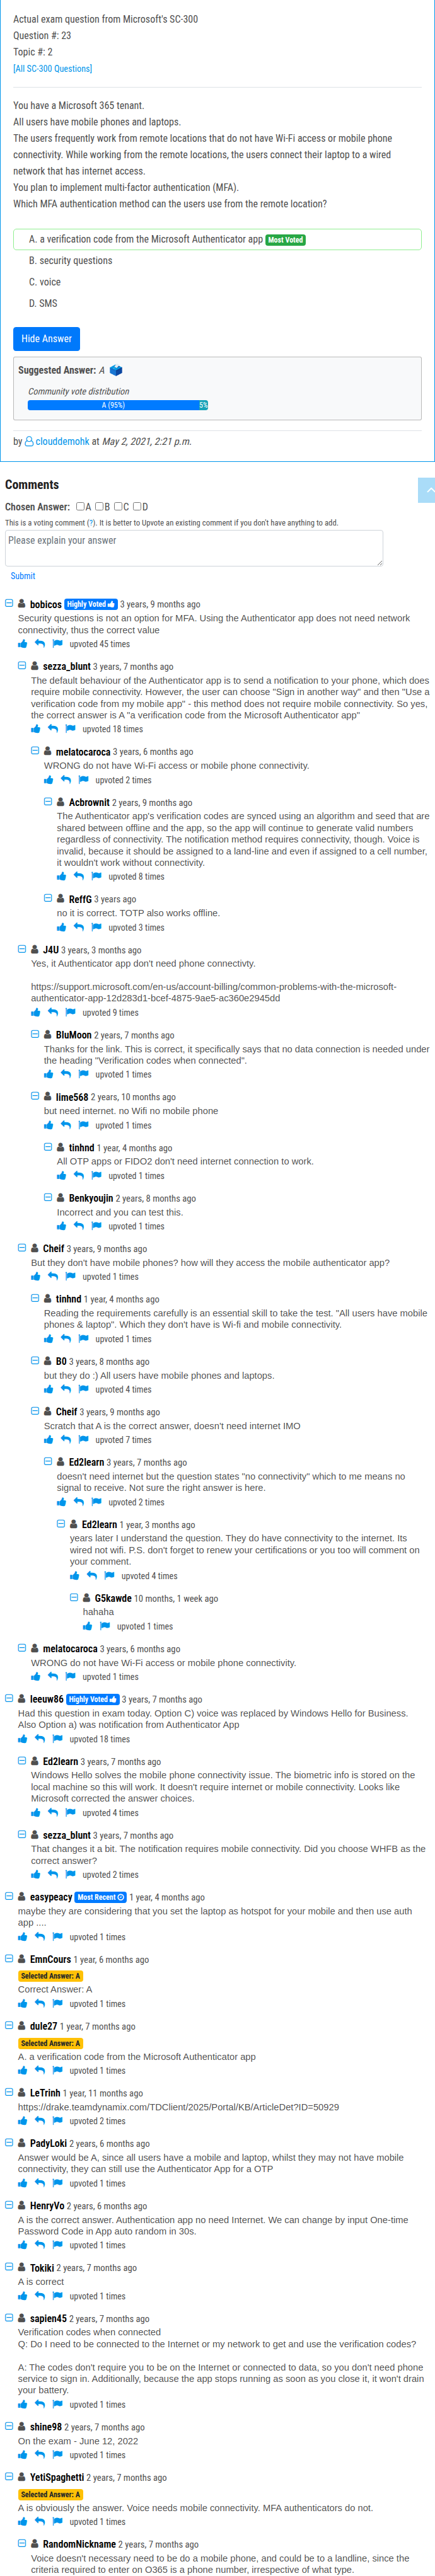 Actual exam question from Microsoft's SC-300
Question #: 23
Topic #: 2
[All SC-300 Questions]
You have a Microsoft 365 tenant.
All users have mobile phones and laptops.
The users frequently work from remote locations that do not have Wi-Fi access or mobile phone
connectivity. While working from the remote locations, the users connect their laptop to a wired
network that has internet access.
You plan to implement multi-factor authentication (MFA).
Which MFA authentication method can the users use from the remote location?
A. a verification code from the Microsoft Authenticator app Most Voted
B. security questions
C. voice
D. SMS
Hide Answer
Suggested Answer: A
Community vote distribution
A (95%) 5%
by clouddemohk at May 2, 2021, 2:21 p.m.
Comments
Chosen Answer: A B C D
This is a voting comment (?). It is better to Upvote an existing comment if you don't have anything to add.
Please explain your answer
Submit
bobicos Highly Voted 3 years, 9 months ago
Security questions is not an option for MFA. Using the Authenticator app does not need network
connectivity, thus the correct value
upvoted 45 times
sezza_blunt 3 years, 7 months ago
The default behaviour of the Authenticator app is to send a notification to your phone, which does
require mobile connectivity. However, the user can choose "Sign in another way" and then "Use a
verification code from my mobile app" - this method does not require mobile connectivity. So yes,
the correct answer is A "a verification code from the Microsoft Authenticator app"
upvoted 18 times
melatocaroca 3 years, 6 months ago
WRONG do not have Wi-Fi access or mobile phone connectivity.
upvoted 2 times
Acbrownit 2 years, 9 months ago
The Authenticator app's verification codes are synced using an algorithm and seed that are
shared between offline and the app, so the app will continue to generate valid numbers
regardless of connectivity. The notification method requires connectivity, though. Voice is
invalid, because it should be assigned to a land-line and even if assigned to a cell number,
it wouldn't work without connectivity.
upvoted 8 times
ReffG 3 years ago
no it is correct. TOTP also works offline.
upvoted 3 times
J4U 3 years, 3 months ago
Yes, it Authenticator app don't need phone connectivty.
https://support.microsoft.com/en-us/account-billing/common-problems-with-the-microsoft-
authenticator-app-12d283d1-bcef-4875-9ae5-ac360e2945dd
upvoted 9 times
BluMoon 2 years, 7 months ago
Thanks for the link. This is correct, it specifically says that no data connection is needed under
the heading "Verification codes when connected".
upvoted 1 times
lime568 2 years, 10 months ago
but need internet. no Wifi no mobile phone
upvoted 1 times
tinhnd 1 year, 4 months ago
All OTP apps or FIDO2 don't need internet connection to work.
upvoted 1 times
Benkyoujin 2 years, 8 months ago
Incorrect and you can test this.
upvoted 1 times
Cheif 3 years, 9 months ago
But they don't have mobile phones? how will they access the mobile authenticator app?
upvoted 1 times
tinhnd 1 year, 4 months ago
Reading the requirements carefully is an essential skill to take the test. "All users have mobile
phones & laptop". Which they don't have is Wi-fi and mobile connectivity.
upvoted 1 times
B0 3 years, 8 months ago
but they do :) All users have mobile phones and laptops.
upvoted 4 times
Cheif 3 years, 9 months ago
Scratch that A is the correct answer, doesn't need internet IMO
upvoted 7 times
Ed2learn 3 years, 7 months ago
doesn't need internet but the question states "no connectivity" which to me means no
signal to receive. Not sure the right answer is here.
upvoted 2 times
Ed2learn 1 year, 3 months ago
years later I understand the question. They do have connectivity to the internet. Its
wired not wifi. P.S. don't forget to renew your certifications or you too will comment on
your comment.
upvoted 4 times
G5kawde 10 months, 1 week ago
hahaha
upvoted 1 times
melatocaroca 3 years, 6 months ago
WRONG do not have Wi-Fi access or mobile phone connectivity.
upvoted 1 times
leeuw86 Highly Voted 3 years, 7 months ago
Had this question in exam today. Option C) voice was replaced by Windows Hello for Business.
Also Option a) was notification from Authenticator App
upvoted 18 times
Ed2learn 3 years, 7 months ago
Windows Hello solves the mobile phone connectivity issue. The biometric info is stored on the
local machine so this will work. It doesn't require internet or mobile connectivity. Looks like
Microsoft corrected the answer choices.
upvoted 4 times
sezza_blunt 3 years, 7 months ago
That changes it a bit. The notification requires mobile connectivity. Did you choose WHFB as the
correct answer?
upvoted 2 times
easypeacy Most Recent 1 year, 4 months ago
maybe they are considering that you set the laptop as hotspot for your mobile and then use auth
app ....
upvoted 1 times
EmnCours 1 year, 6 months ago
Selected Answer: A
Correct Answer: A
upvoted 1 times
dule27 1 year, 7 months ago
Selected Answer: A
A. a verification code from the Microsoft Authenticator app
upvoted 1 times
LeTrinh 1 year, 11 months ago
https://drake.teamdynamix.com/TDClient/2025/Portal/KB/ArticleDet?ID=50929
upvoted 2 times
PadyLoki 2 years, 6 months ago
Answer would be A, since all users have a mobile and laptop, whilst they may not have mobile
connectivity, they can still use the Authenticator App for a OTP
upvoted 1 times
HenryVo 2 years, 6 months ago
A is the correct answer. Authentication app no need Internet. We can change by input One-time
Password Code in App auto random in 30s.
upvoted 1 times
Tokiki 2 years, 7 months ago
A is correct
upvoted 1 times
sapien45 2 years, 7 months ago
Verification codes when connected
Q: Do I need to be connected to the Internet or my network to get and use the verification codes?
A: The codes don't require you to be on the Internet or connected to data, so you don't need phone
service to sign in. Additionally, because the app stops running as soon as you close it, it won't drain
your battery.
upvoted 1 times
shine98 2 years, 7 months ago
On the exam - June 12, 2022
upvoted 1 times
YetiSpaghetti 2 years, 7 months ago
Selected Answer: A
A is obviously the answer. Voice needs mobile connectivity. MFA authenticators do not.
upvoted 1 times
RandomNickname 2 years, 7 months ago
Voice doesn't necessary need to be do a mobile phone, and could be to a landline, since the
criteria required to enter on O365 is a phone number, irrespective of what type.